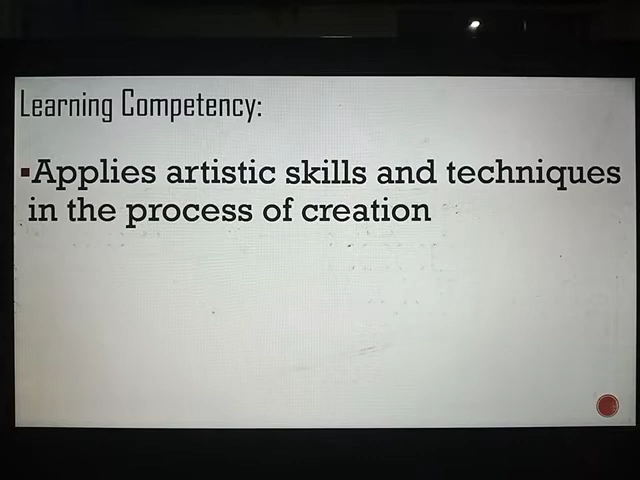 Learning Competency:
▪Applies artistic skills and techniques
in the process of creation